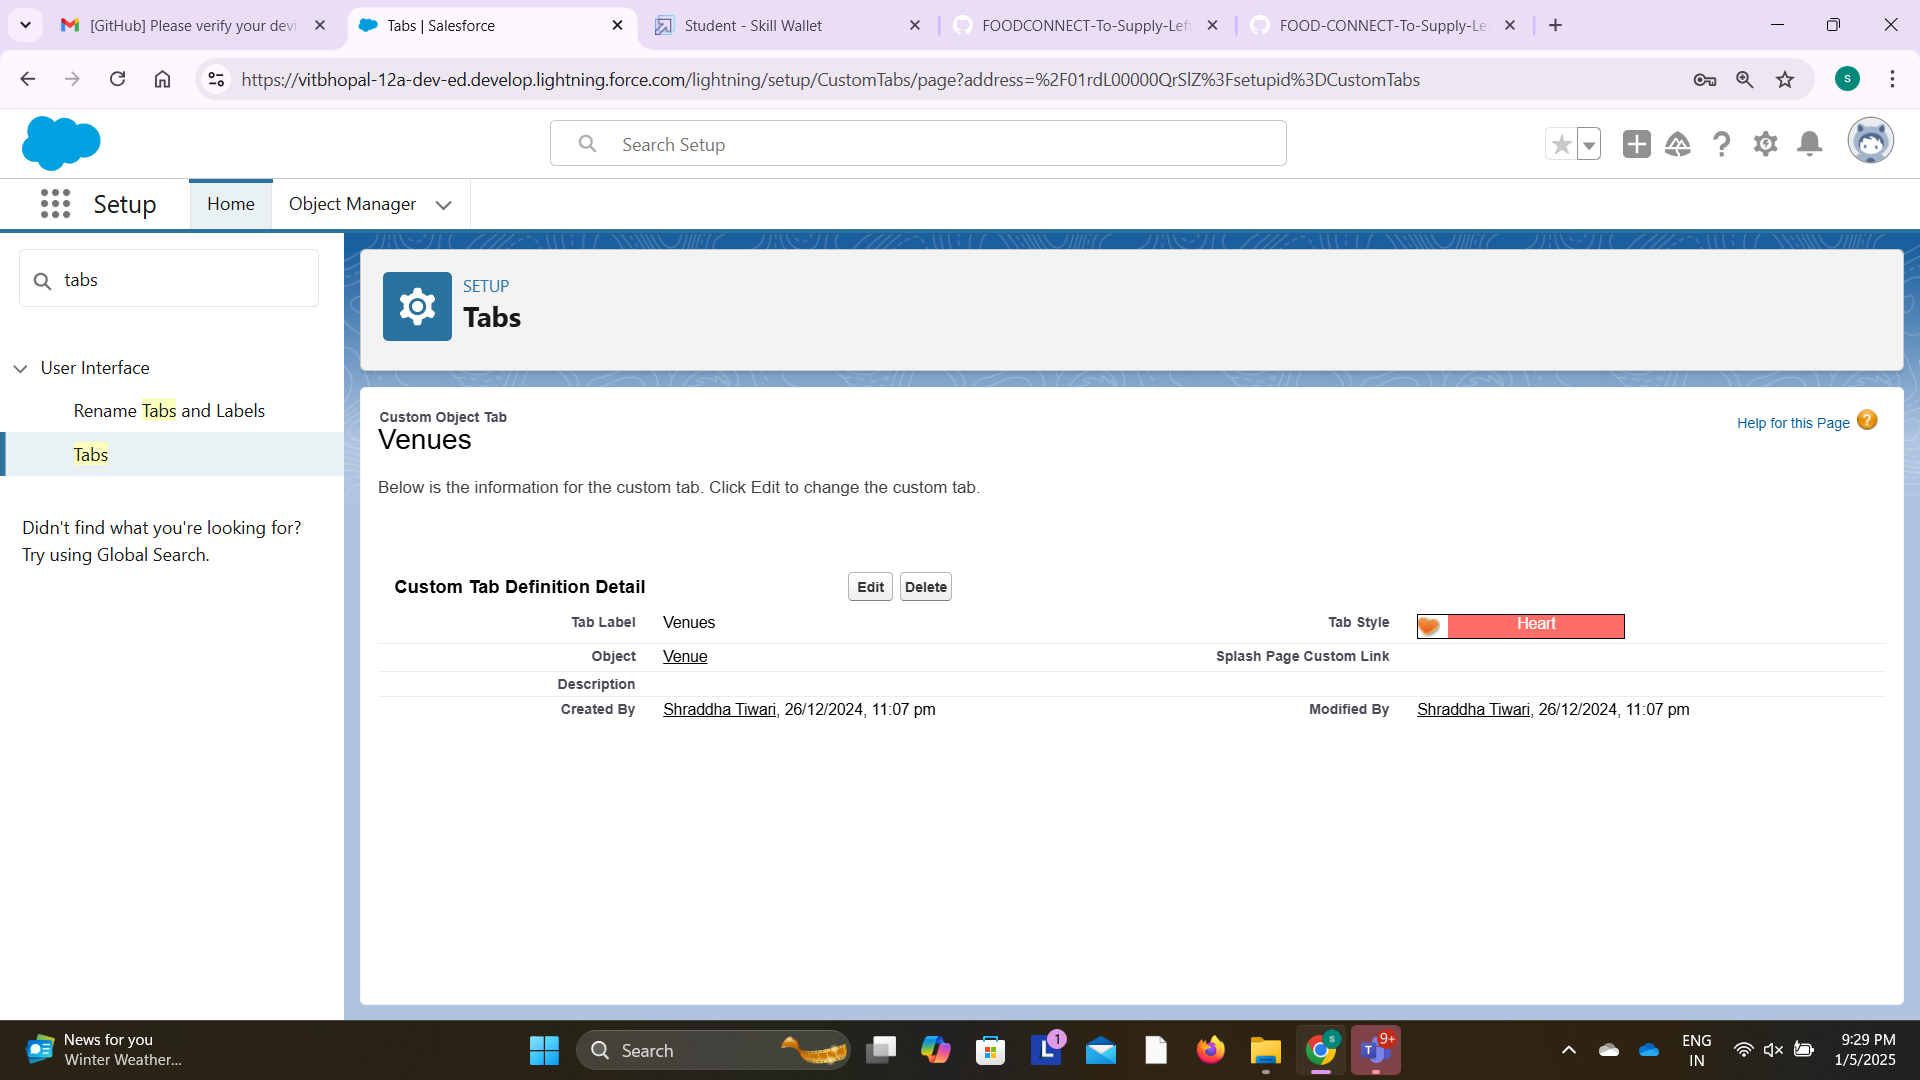 [GitHub] Please verify your devi
Tabs | Salesforce
Student - Skill Wallet
FOODCONNECT-To-Supply-Left
FOOD-CONNECT-To-Supply-Le
https://vitbhopal-12a-dev-ed.develop.lightning.force.com/lightning/setup/CustomTabs/page?address=%2F01rdL00000QrSlZ%3Fsetupid%3DCustomTabs
S
Search Setup
Setup
Home
Object Manager
tabs
User Interface
Rename Tabs and Labels
Tabs
Didn't find what you're looking for?
Try using Global Search.
SETUP
Tabs
Custom Object Tab
Venues
Help for this Page
Below is the information for the custom tab. Click Edit to change the custom tab.
Custom Tab Definition Detail
Edit
Delete
Tab Label Venues
Tab Style Heart
Object Venue
Splash Page Custom Link
Description
Created By Shraddha Tiwari, 26/12/2024, 11:07 pm
Modified By Shraddha Tiwari, 26/12/2024, 11:07 pm
News for you
Winter Weather...
Search
L
1
S
9+
ENG
IN
9:29 PM
1/5/2025